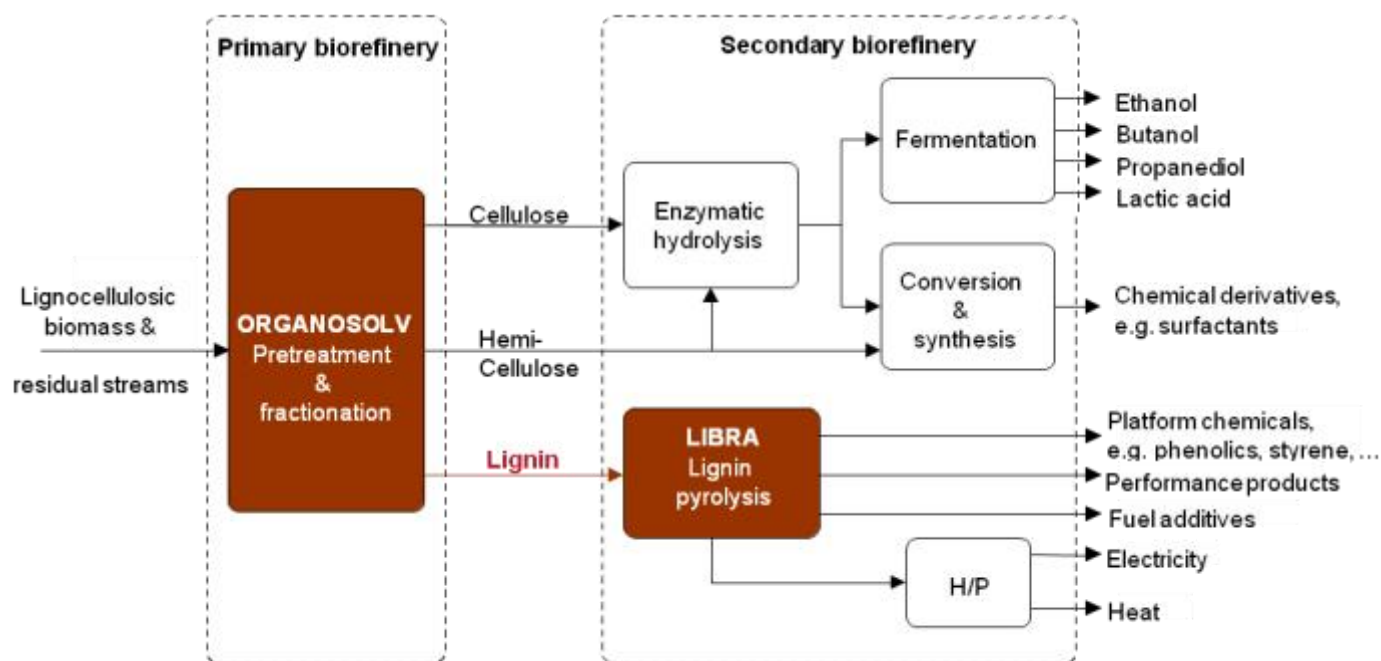 Primary biorefinery
Secondary biorefinery
Lignocellulosic
biomass &
residual streams
ORGANOSOLV
Pretreatment
&
fractionation
Cellulose
Hemi-
Cellulose
Lignin
Enzymatic
hydrolysis
Fermentation
Conversion
&
synthesis
LIBRA
Lignin
pyrolysis
H/P
Ethanol
Butanol
Propanediol
Lactic acid
Chemical derivatives,
e.g. surfactants
Platform chemicals,
e.g. phenolics, styrene, ...
Performance products
Fuel additives
Electricity
Heat